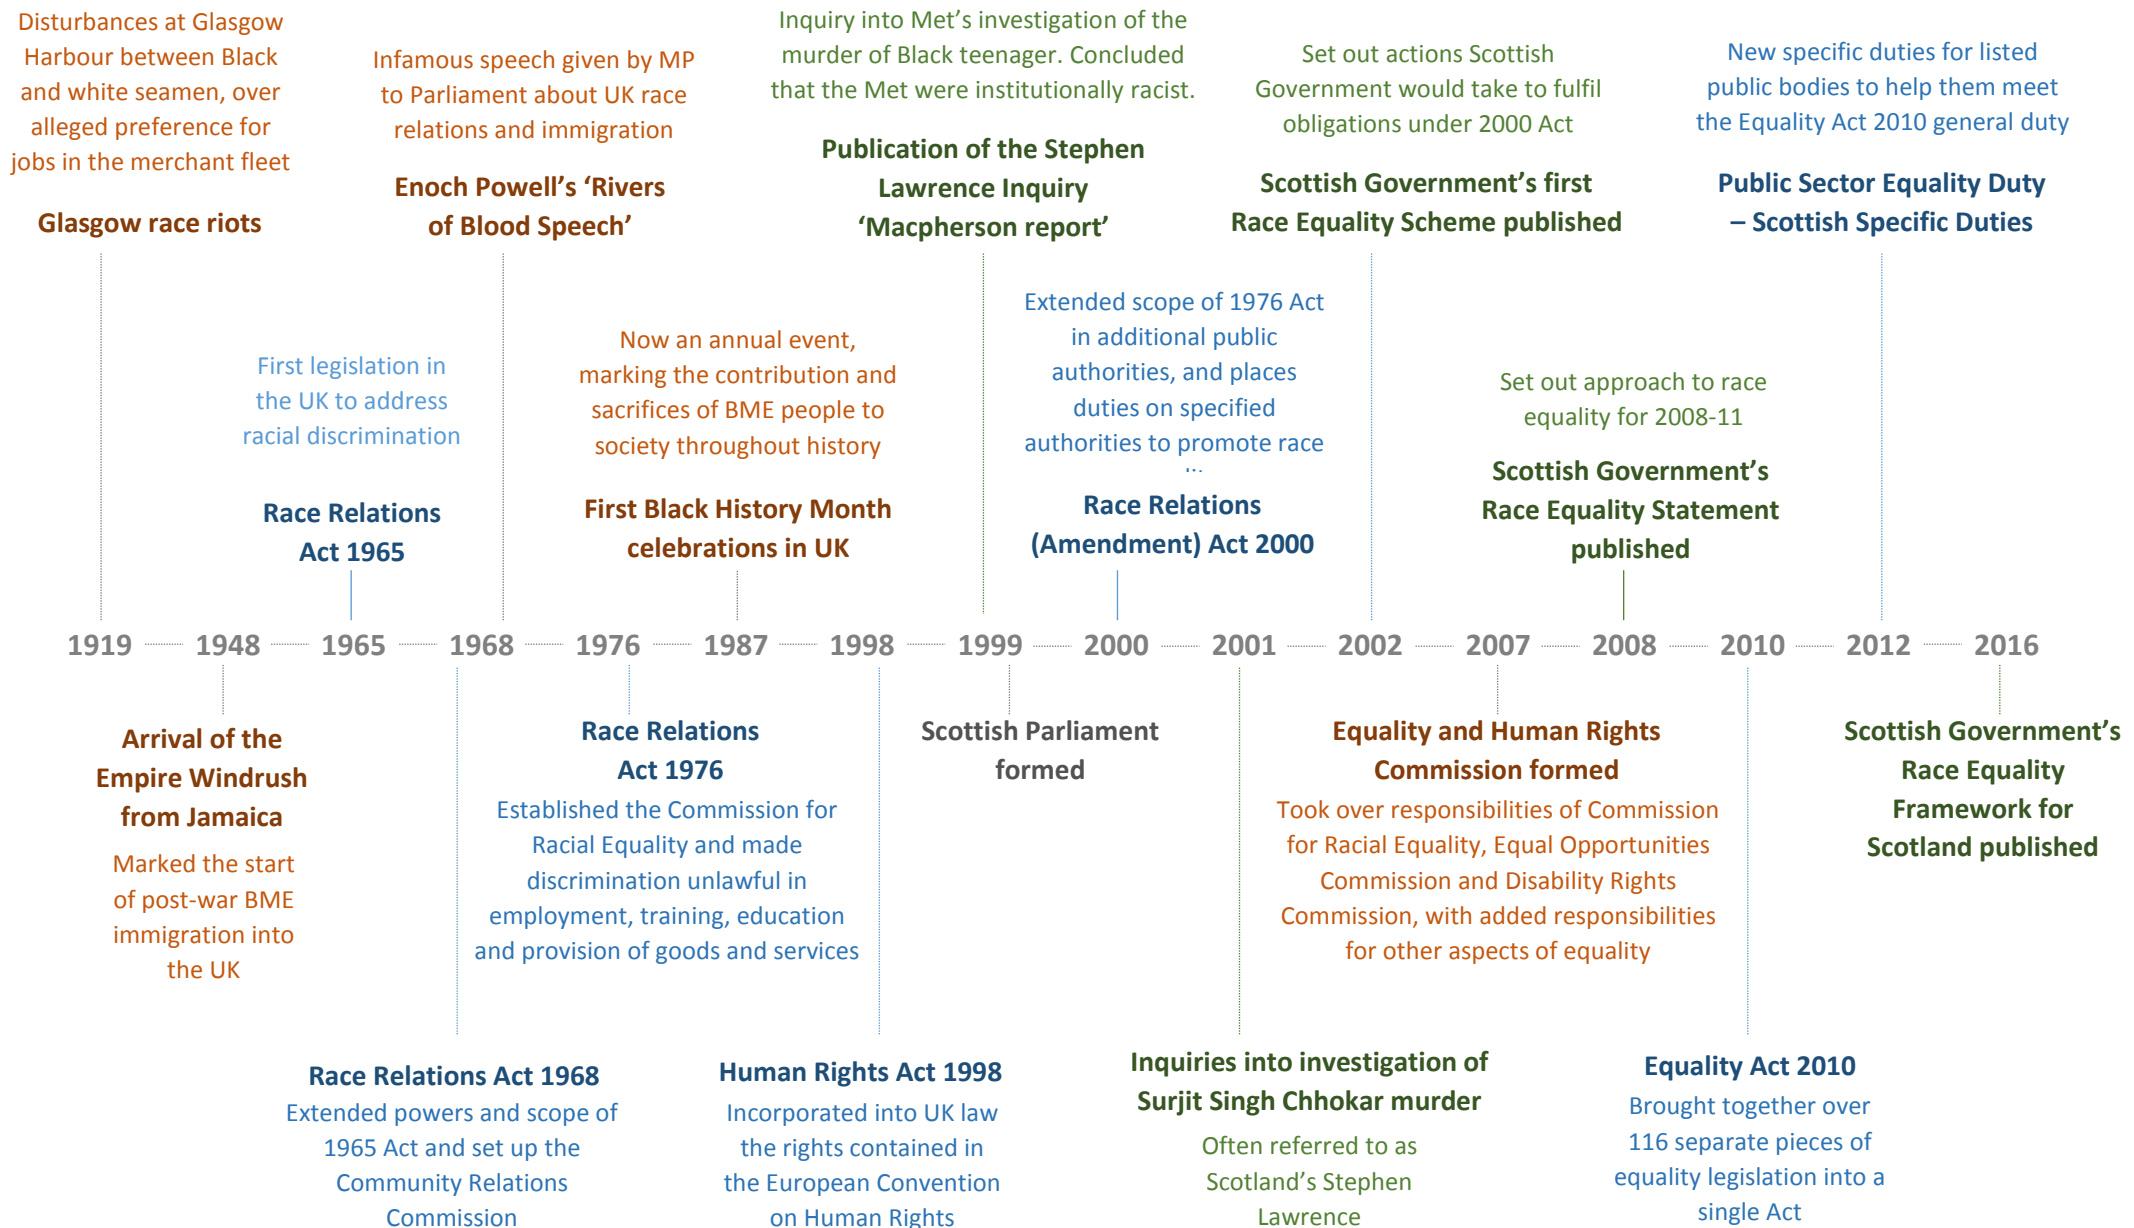 Disturbances at Glasgow
Harbour between Black
and white seamen, over
alleged preference for
jobs in the merchant fleet
Glasgow race riots
Infamous speech given by MP
to Parliament about UK race
relations and immigration
Enoch Powell’s ‘Rivers
of Blood Speech’
Inquiry into Met’s investigation of the
murder of Black teenager. Concluded
that the Met were institutionally racist.
Publication of the Stephen
Lawrence Inquiry
‘Macpherson report’
Set out actions Scottish
Government would take to fulfil
obligations under 2000 Act
Scottish Government’s first
Race Equality Scheme published
New specific duties for listed
public bodies to help them meet
the Equality Act 2010 general duty
Public Sector Equality Duty
– Scottish Specific Duties
First legislation in
the UK to address
racial discrimination
Race Relations
Act 1965
Now an annual event,
marking the contribution and
sacrifices of BME people to
society throughout history
First Black History Month
celebrations in UK
Extended scope of 1976 Act
in additional public
authorities, and places
duties on specified
authorities to promote race
Race Relations
(Amendment) Act 2000
Set out approach to race
equality for 2008-11
Scottish Government’s
Race Equality Statement
published
1919 1948 1965 1968 1976 1987 1998 1999 2000 2001 2002 2007 2008 2010 2012 2016
Arrival of the
Empire Windrush
from Jamaica
Marked the start
of post-war BME
immigration into
the UK
Race Relations
Act 1976
Established the Commission for
Racial Equality and made
discrimination unlawful in
employment, training, education
and provision of goods and services
Scottish Parliament
formed
Equality and Human Rights
Commission formed
Took over responsibilities of Commission
for Racial Equality, Equal Opportunities
Commission and Disability Rights
Commission, with added responsibilities
for other aspects of equality
Scottish Government’s
Race Equality
Framework for
Scotland published
Race Relations Act 1968
Extended powers and scope of
1965 Act and set up the
Community Relations
Commission
Human Rights Act 1998
Incorporated into UK law
the rights contained in
the European Convention
on Human Rights
Inquiries into investigation of
Surjit Singh Chhokar murder
Often referred to as
Scotland’s Stephen
Lawrence
Equality Act 2010
Brought together over
116 separate pieces of
equality legislation into a
single Act